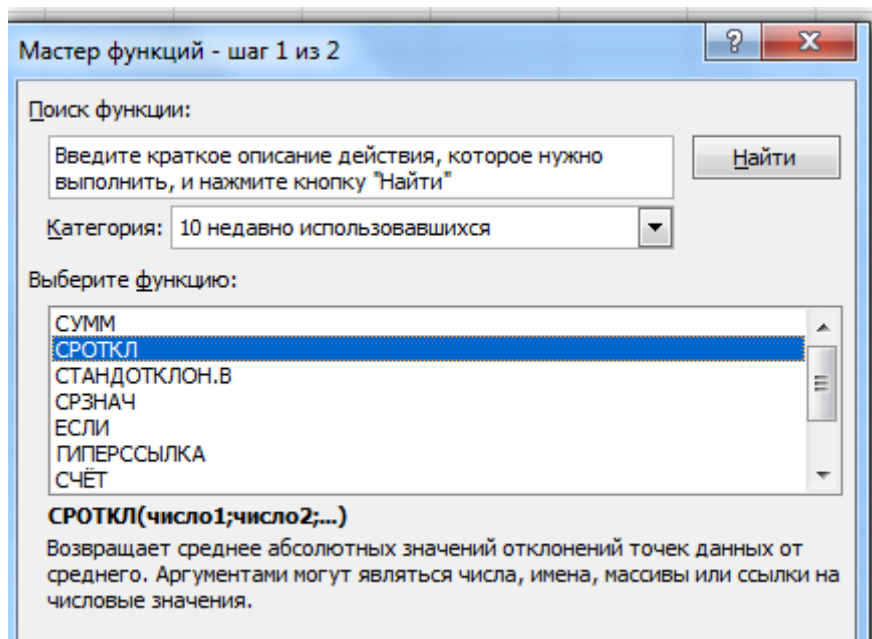 Мастер функций - шаг 1 из 2
Поиск функции:
Введите краткое описание действия, которое нужно
выполнить, и нажмите кнопку "Найти"
Найти
Категория: 10 недавно использовавшихся
Выберите функцию:
СУММ
СРОТКЛ
СТАНДОТКЛОН.В
СРЗНАЧ
ЕСЛИ
ГИПЕРССЫЛКА
СЧЁТ
СРОТКЛ(число1;число2;...)
Возвращает среднее абсолютных значений отклонений точек данных от
среднего. Аргументами могут являться числа, имена, массивы или ссылки на
числовые значения.